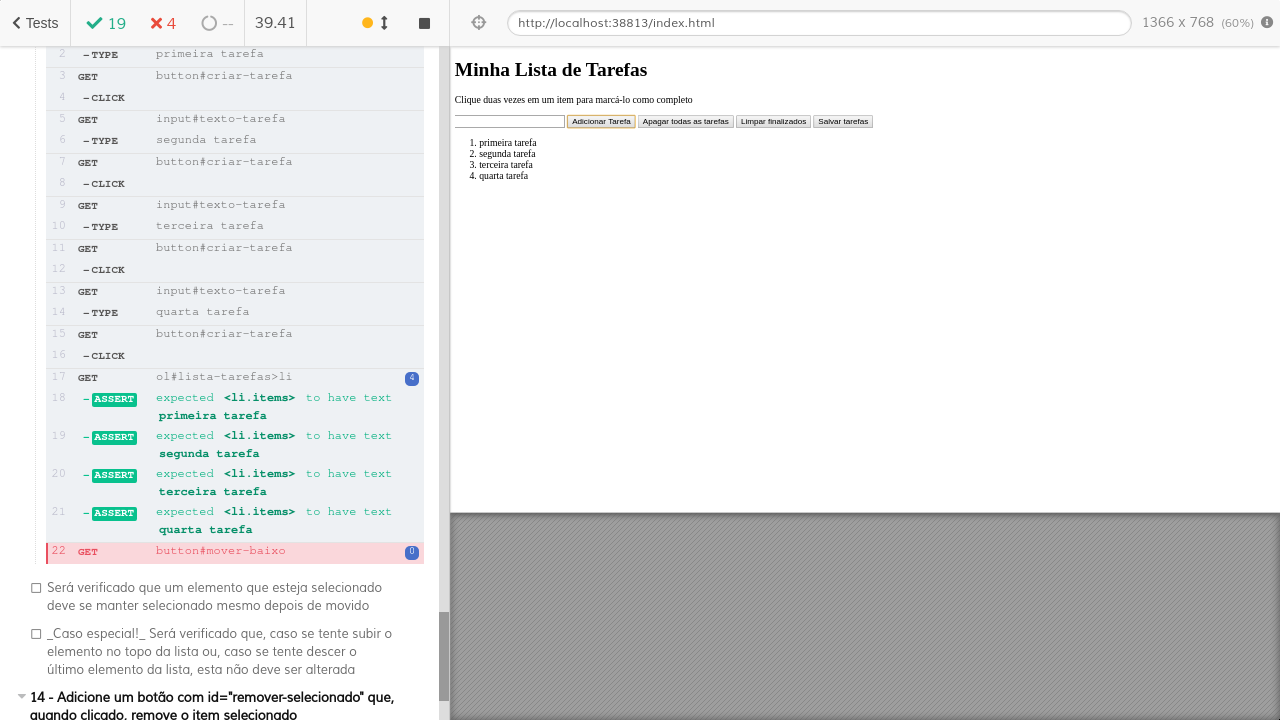 Tests 19 4 -- 39.41 http://localhost:38813/index.html 1366 x 768 (60%)
2 -TYPE primeira tarefa
3 GET button#criar-tarefa
4 -CLICK
5 GET input#texto-tarefa
6 -TYPE segunda tarefa
7 GET button#criar-tarefa
8 -CLICK
9 GET input#texto-tarefa
10 -TYPE terceira tarefa
11 GET button#criar-tarefa
12 -CLICK
13 GET input#texto-tarefa
14 -TYPE quarta tarefa
15 GET button#criar-tarefa
16 -CLICK
17 GET ol#lista-tarefas>li 4
18 -ASSERT expected <li.items> to have text
primeira tarefa
19 -ASSERT expected <li.items> to have text
segunda tarefa
20 -ASSERT expected <li.items> to have text
terceira tarefa
21 -ASSERT expected <li.items> to have text
quarta tarefa
22 GET button#mover-baixo 0
Será verificado que um elemento que esteja selecionado
deve se manter selecionado mesmo depois de movido
_Caso especial!_ Será verificado que, caso se tente subir o
elemento no topo da lista ou, caso se tente descer o
último elemento da lista, esta não deve ser alterada
14 - Adicione um botão com id="remover-selecionado" que,
quando clicado, remove o item selecionado
Minha Lista de Tarefas
Clique duas vezes em um item para marcá-lo como completo
Adicionar Tarefa Apagar todas as tarefas Limpar finalizados Salvar tarefas
1. primeira tarefa
2. segunda tarefa
3. terceira tarefa
4. quarta tarefa